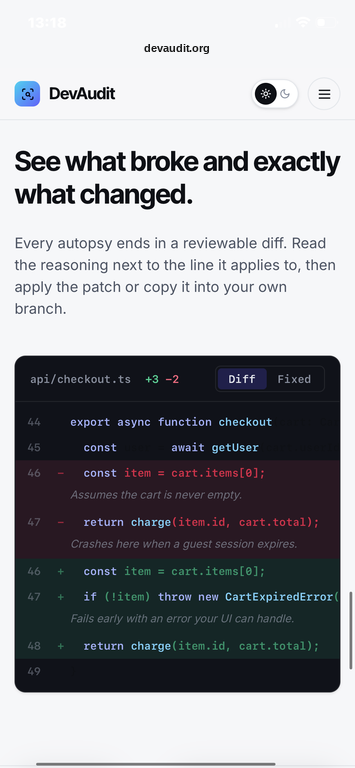 13:18
devaudit.org
DevAudit
See what broke and exactly
what changed.
Every autopsy ends in a reviewable diff. Read
the reasoning next to the line it applies to, then
apply the patch or copy it into your own
branch.
api/checkout.ts +3 −2 Diff Fixed
44 export async function checkout
45 const await getUser
46 − const item = cart.items[0];
Assumes the cart is never empty.
47 − return charge(item.id, cart.total);
Crashes here when a guest session expires.
46 + const item = cart.items[0];
47 + if (!item) throw new CartExpiredError(
Fails early with an error your UI can handle.
48 + return charge(item.id, cart.total);
49